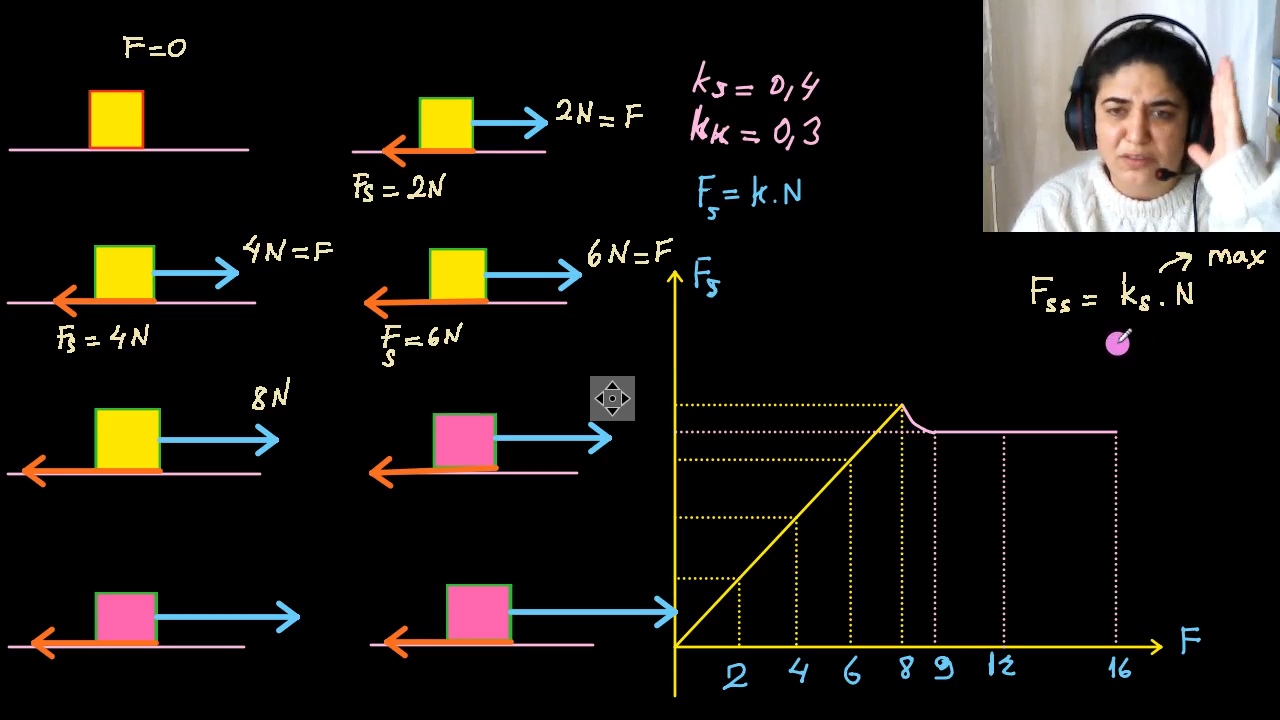 F=0
2N=F
Fs=2N
4N=F
Fs=4N
6N=F
Fs=6N
8N
ks=0,4
kk=0,3
Fs=k.N
max
Fss=ks.N
Fs
2 4 6 8 9 12 16
F